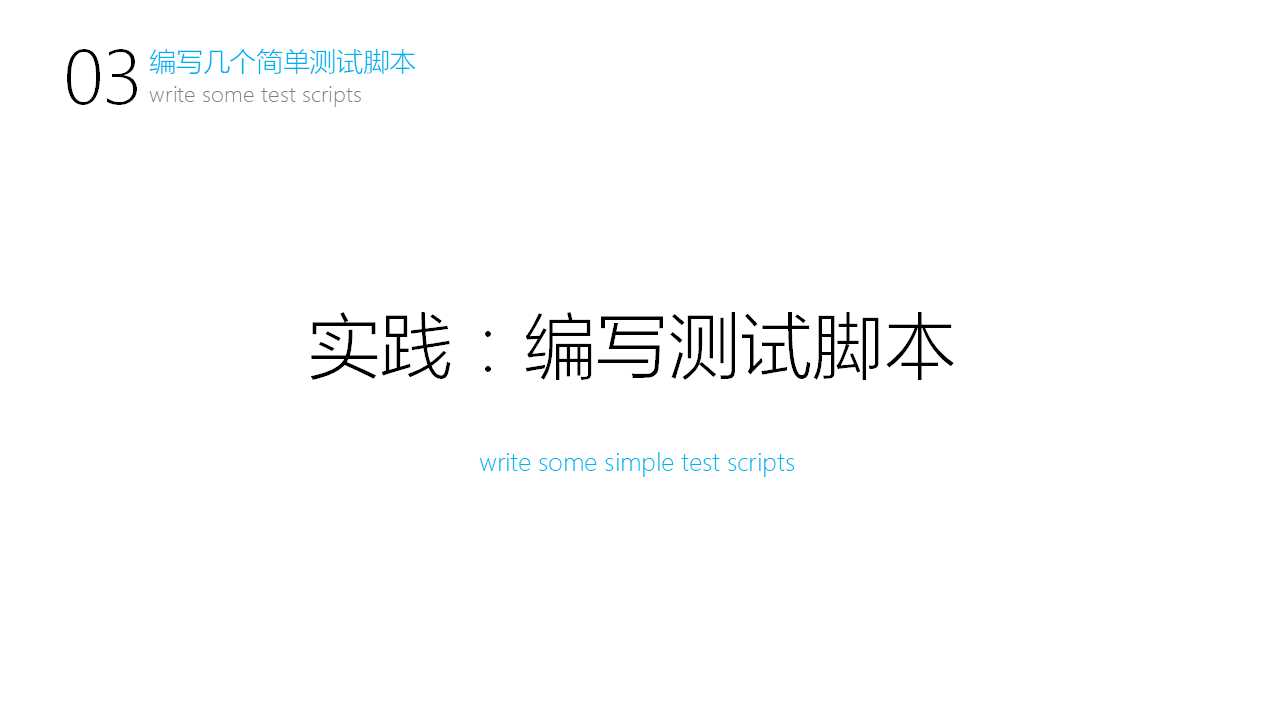 03
编写几个简单测试脚本
write some test scripts
实践：编写测试脚本
write some simple test scripts